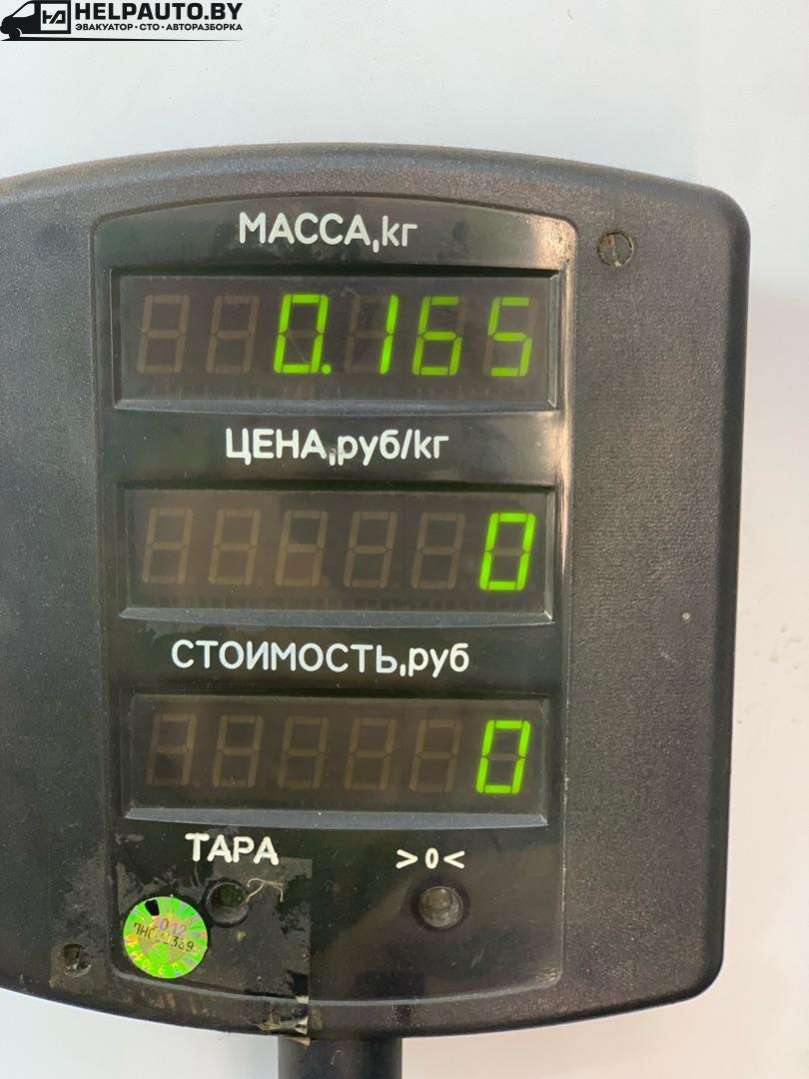 HELPAUTO.BY
ЭВАКУАТОР • СТО • АВТОРАЗБОРКА
МАССА,кг
0.165
ЦЕНА,руб/кг
0
СТОИМОСТЬ,руб
0
ТАРА >0<